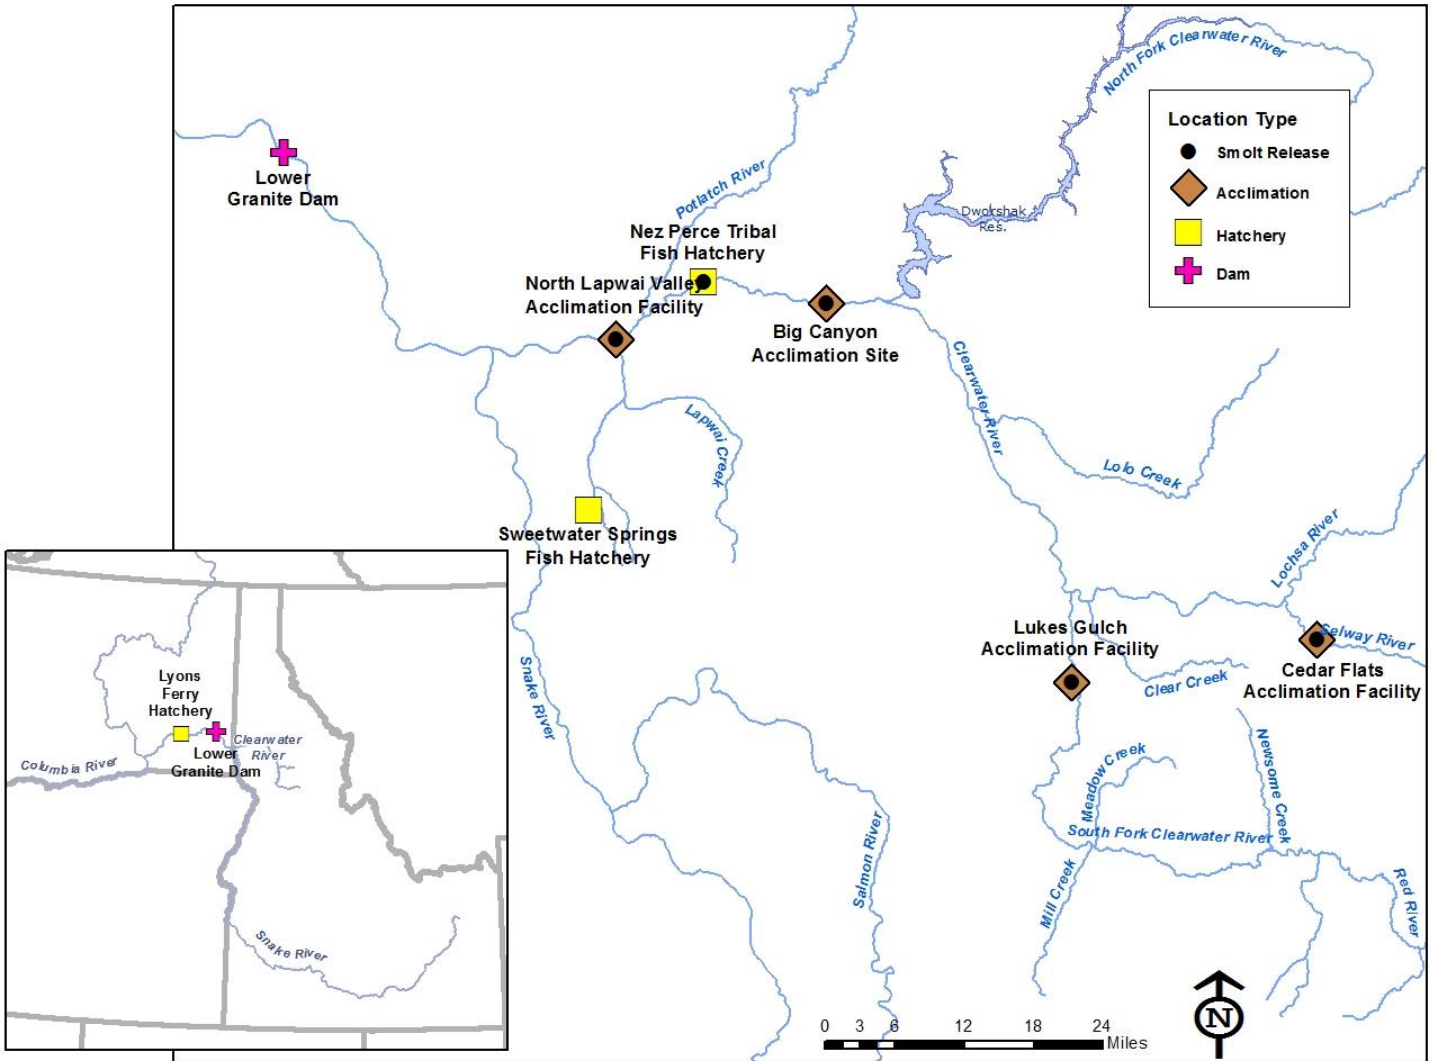 North Fork Clearwater River
Location Type
Smolt Release
Acclimation
Hatchery
Dam
Lower
Granite Dam
Potlatch River
Dworshak
Res.
Nez Perce Tribal
Fish Hatchery
North Lapwai Valley
Acclimation Facility
Big Canyon
Acclimation Site
Clearwater River
Lapwai Creek
Lolo Creek
Sweetwater Springs
Fish Hatchery
Lochsa River
Lukes Gulch
Acclimation Facility
Selway River
Cedar Flats
Acclimation Facility
Clear Creek
Snake River
Meadow Creek
Newsome Creek
South Fork Clearwater River
Salmon River
Mill Creek
Red River
Lyons
Ferry
Hatchery
Clearwater
River
Lower
Granite Dam
Columbia River
Snake River
N
0 3 6 12 18 24
Miles